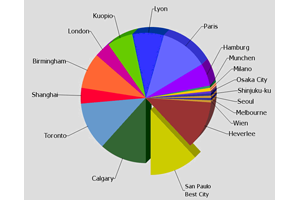 Lyon
Paris
Hamburg
Munchen
Milano
Osaka City
Shinjuku-ku
Seoul
Melbourne
Wien
Heverlee
San Paulo
Best City
Calgary
Toronto
Shanghai
Birmingham
London
Kuopio